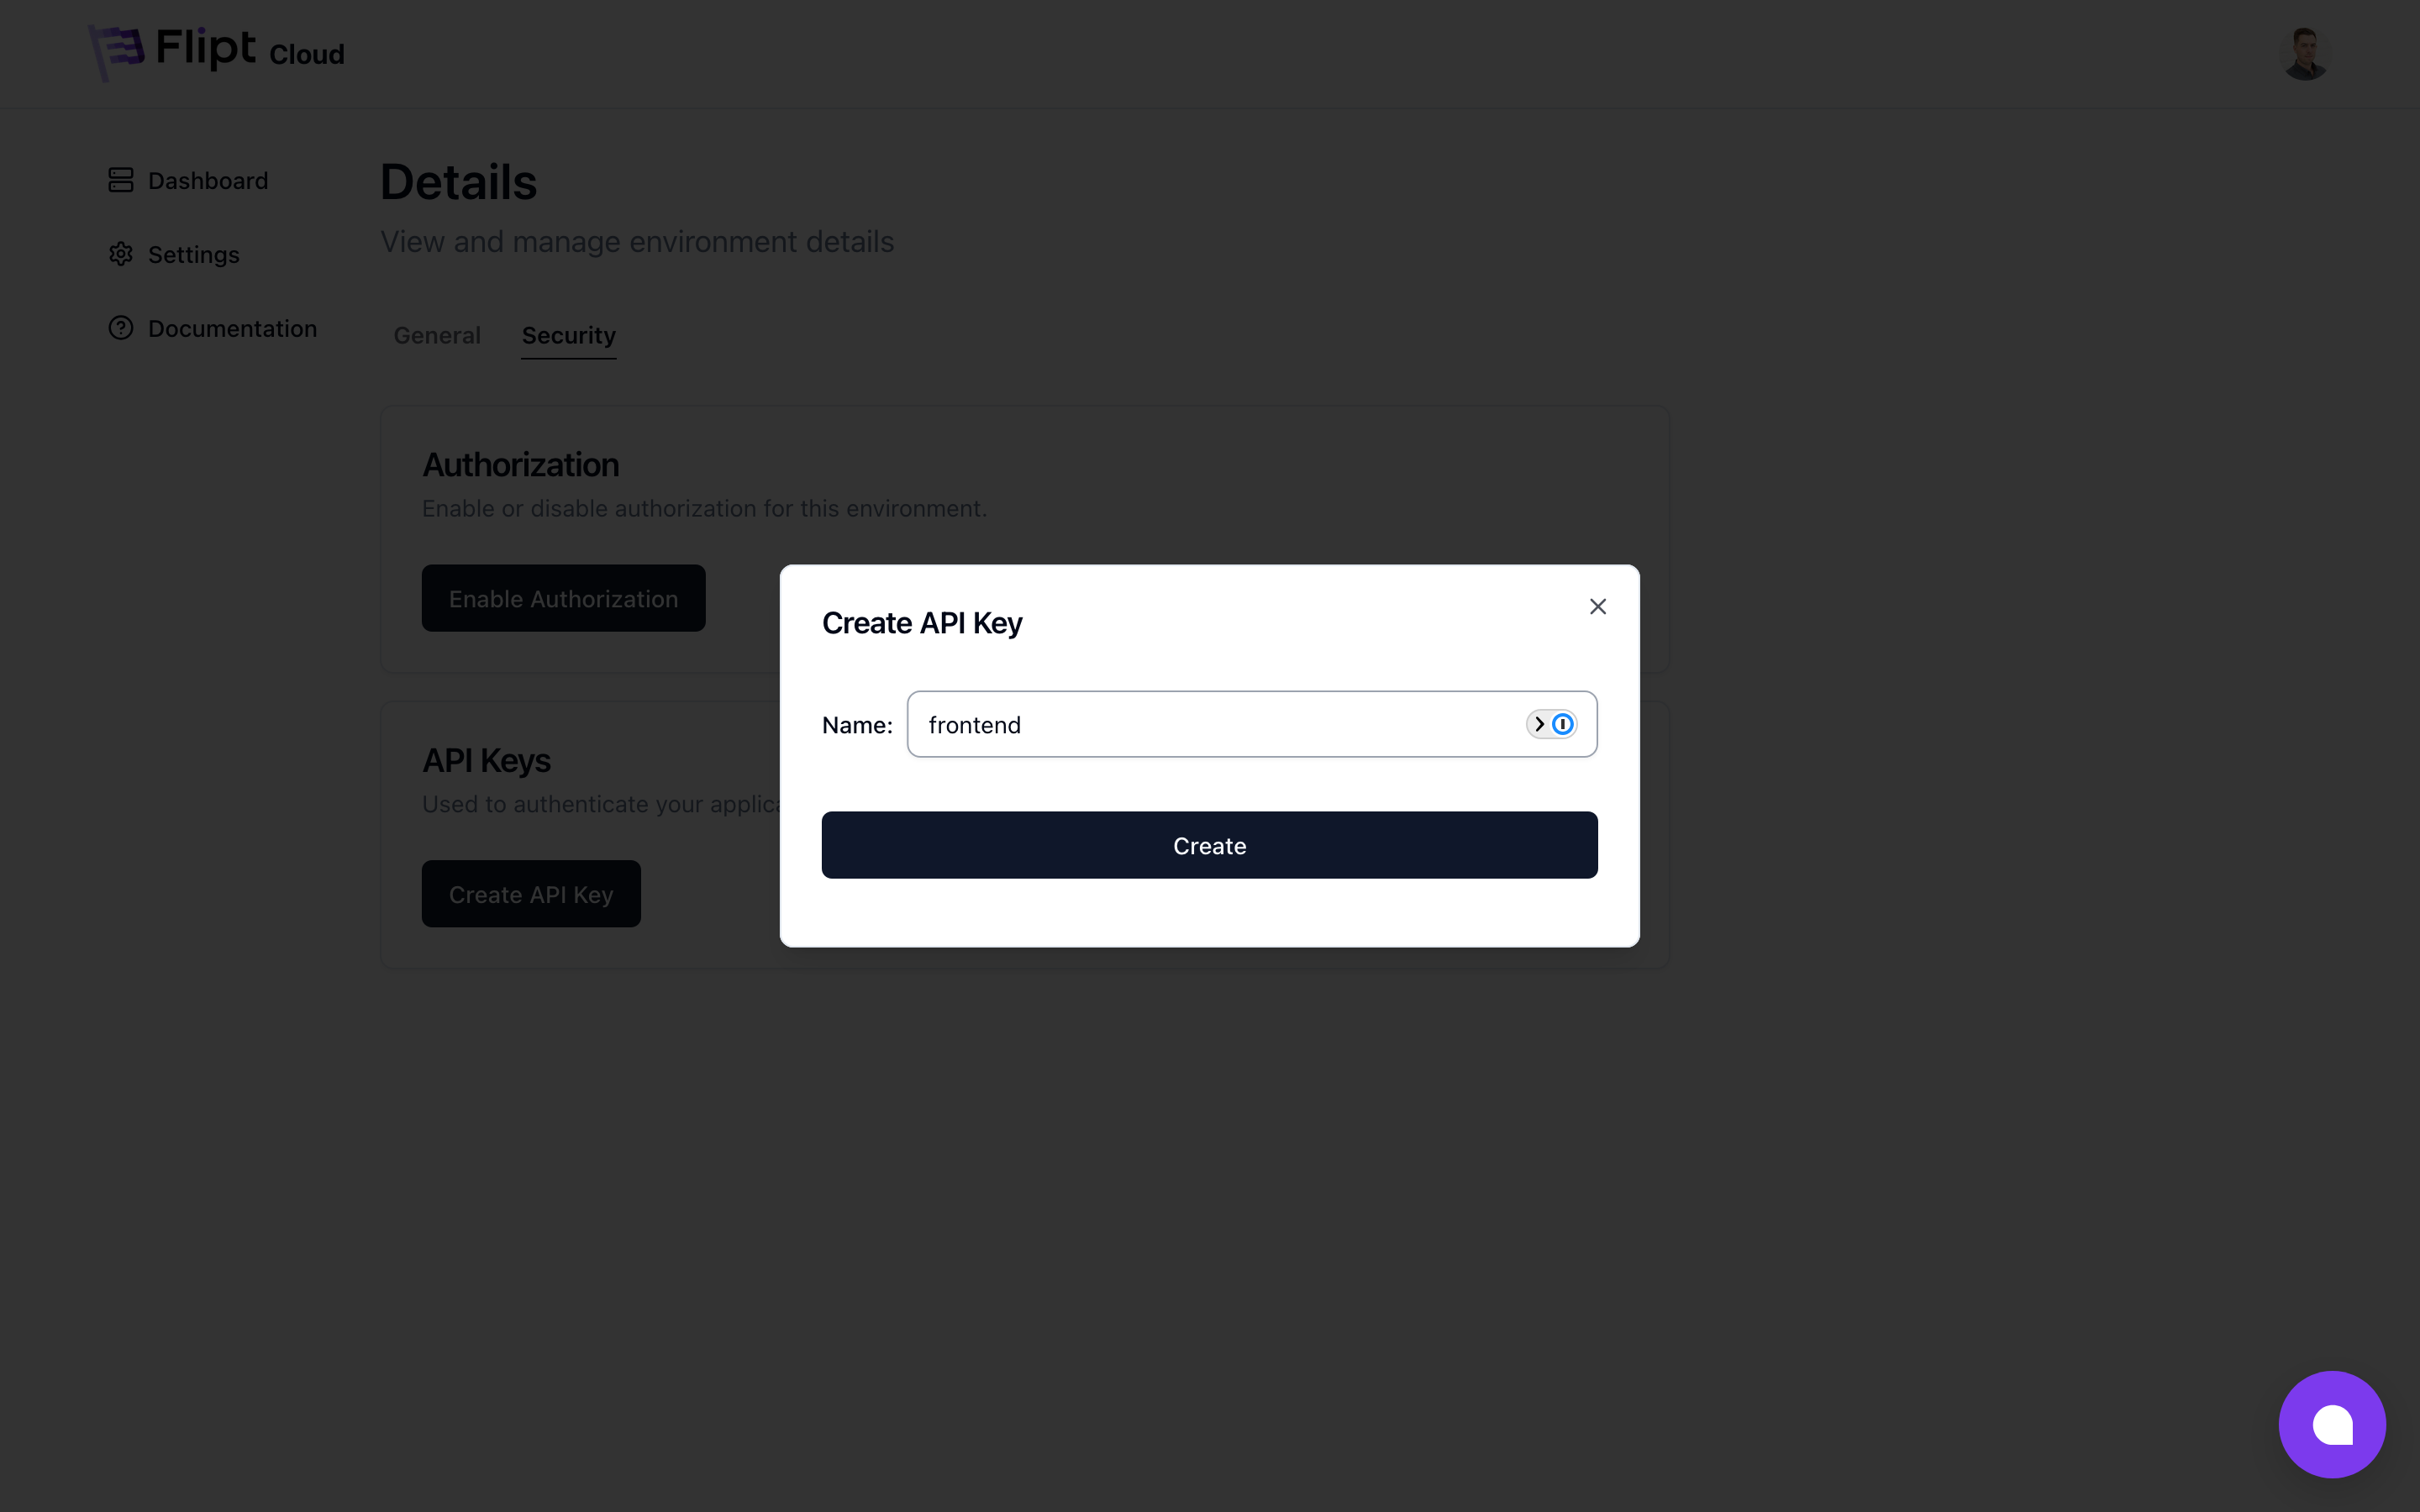 Flipt Cloud
Dashboard
Settings
Documentation
Details
View and manage environment details
General
Security
Authorization
Enable or disable authorization for this environment.
Enable Authorization
API Keys
Used to authenticate your
Create API Key
Create API Key
Name:
frontend
Create